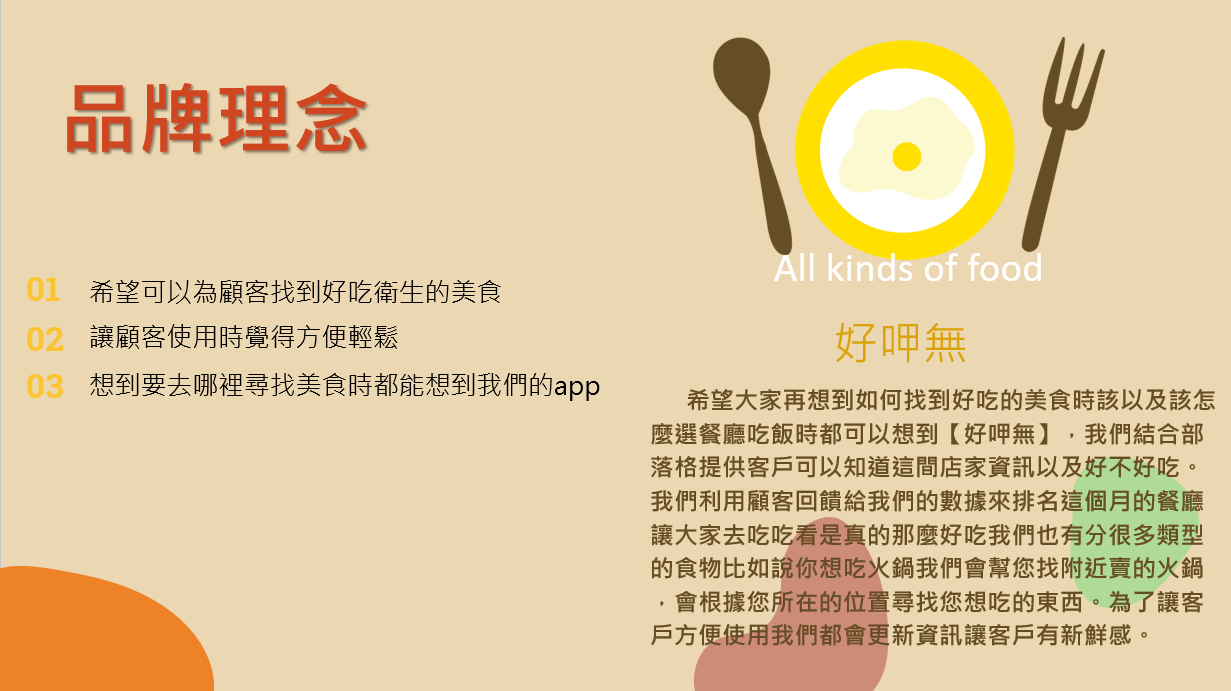 品牌理念
01 希望可以為顧客找到好吃衛生的美食
02 讓顧客使用時覺得方便輕鬆
03 想到要去哪裡尋找美食時都能想到我們的app
All kinds of food
好呷無
希望大家再想到如何找到好吃的美食時該以及該怎
麼選餐廳吃飯時都可以想到【好呷無】，我們結合部
落格提供客戶可以知道這間店家資訊以及好不好吃。
我們利用顧客回饋給我們的數據來排名這個月的餐廳
讓大家去吃吃看是真的那麼好吃我們也有分很多類型
的食物比如說你想吃火鍋我們會幫您找附近賣的火鍋
，會根據您所在的位置尋找您想吃的東西。為了讓客
戶方便使用我們都會更新資訊讓客戶有新鮮感。